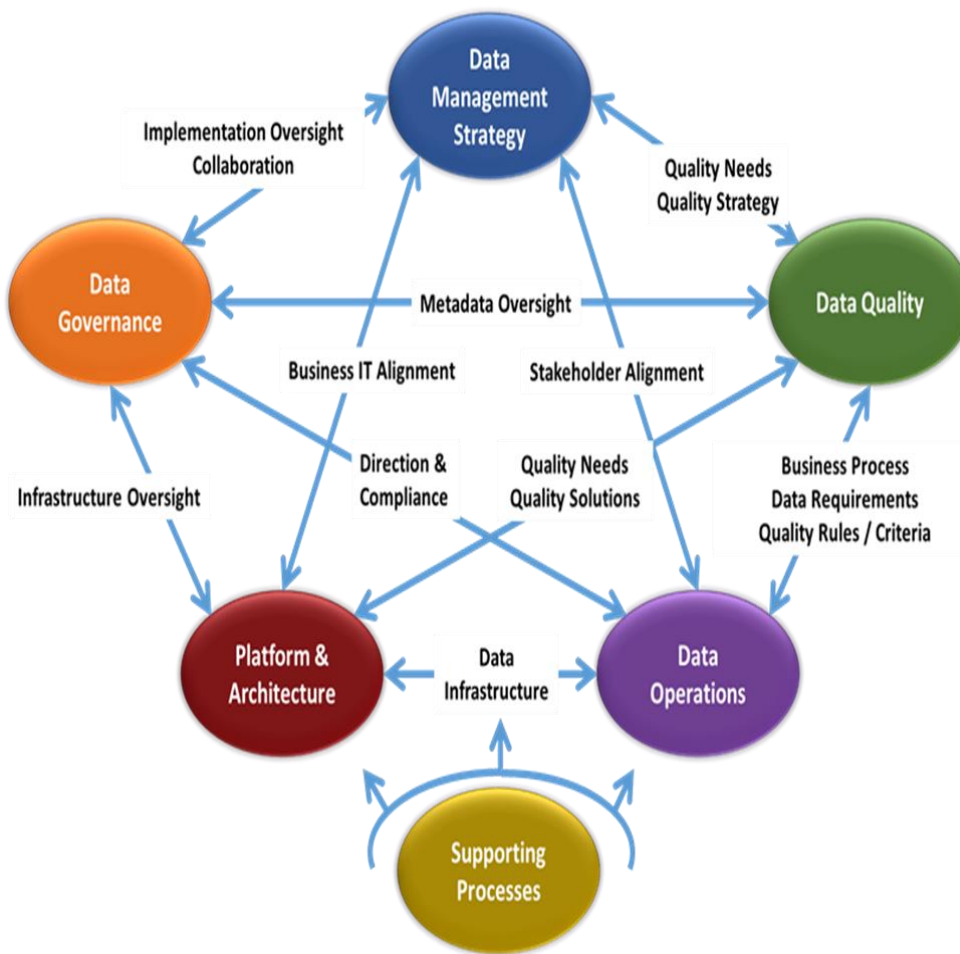 Data
Management
Strategy
Implementation Oversight
Collaboration
Quality Needs
Quality Strategy
Data
Governance
Metadata Oversight
Data Quality
Business IT Alignment
Stakeholder Alignment
Infrastructure Oversight
Direction &
Compliance
Quality Needs
Quality Solutions
Business Process
Data Requirements
Quality Rules / Criteria
Platform &
Architecture
Data
Infrastructure
Data
Operations
Supporting
Processes